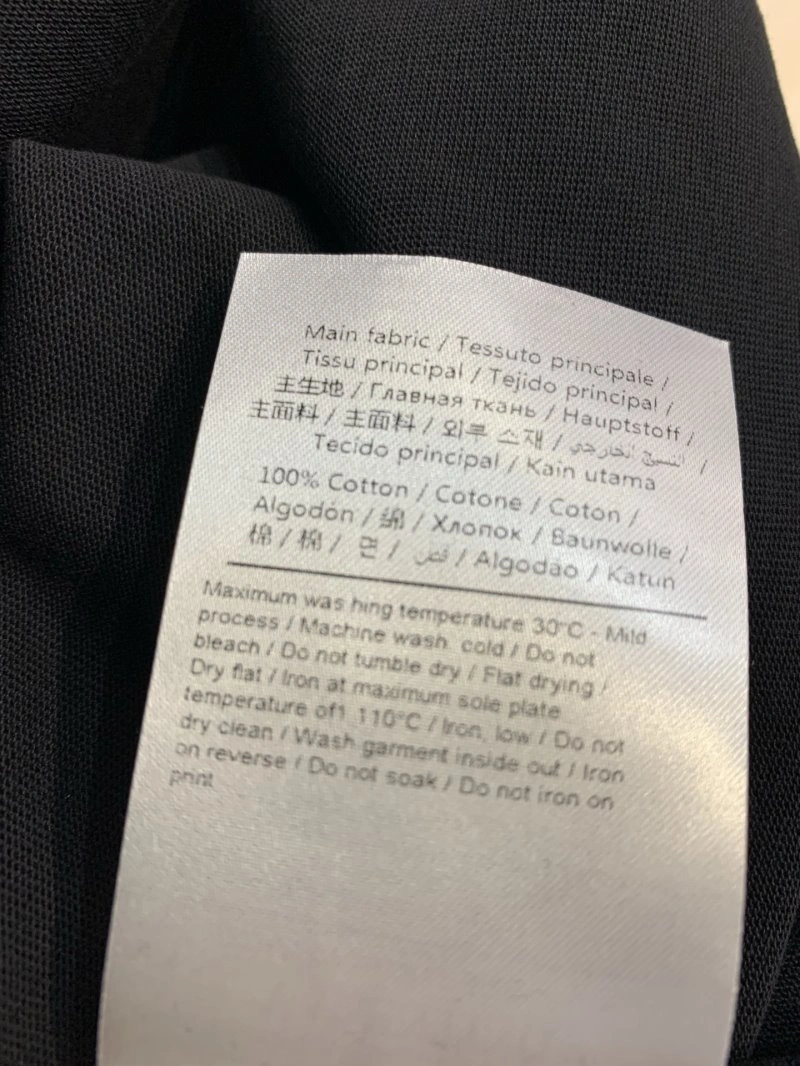 Main fabric / Tessuto principale /
Tissu principal / Tejido principal /
主生地 / Главная ткань / Hauptstoff /
主面料 / 主面料 / 외부 소재 / النسيج الخارجي /
Tecido principal / Kain utama
100% Cotton / Cotone / Coton /
Algodón / 綿 / Хлопок / Baunwolle /
棉 / 棉 / 면 / قطن / Algodao / Katun
Maximum was hing temperature 30°C - Mild
process / Machine wash cold / Do not
bleach / Do not tumble dry / Flat drying /
Dry flat / Iron at maximum sole plate
temperature of1 110°C / Iron, low / Do not
dry clean / Wash garment inside out / Iron
on reverse / Do not soak / Do not iron on
print